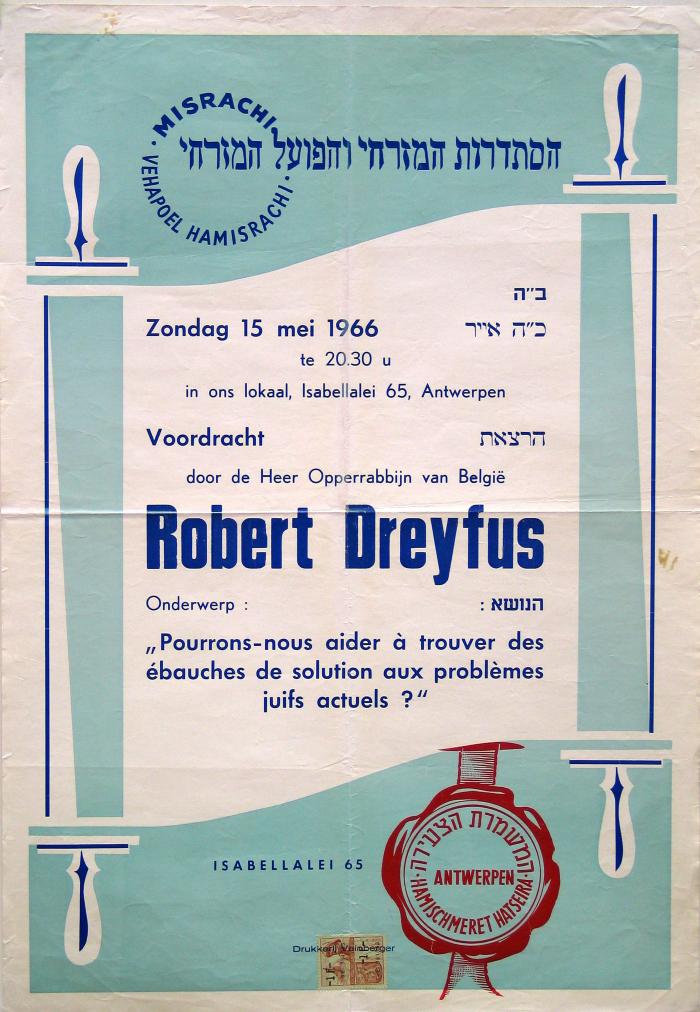 · MISRACHI ·
VEHAPOEL HAMISRACHI
הסתדרות המזרחי והפועל המזרחי
ב״ה
Zondag 15 mei 1966 כ״ה אייר
te 20.30 u
in ons lokaal, Isabellalei 65, Antwerpen
Voordracht הרצאת
door de Heer Opperrabbijn van België
Robert Dreyfus
Onderwerp : הנושא :
„Pourrons-nous aider à trouver des
ébauches de solution aux problèmes
juifs actuels ?“
ISABELLALEI 65
המשמרת הצעירה
ANTWERPEN
· HAMISCHMERET HATSEIRA ·
Drukkerij Weinberger